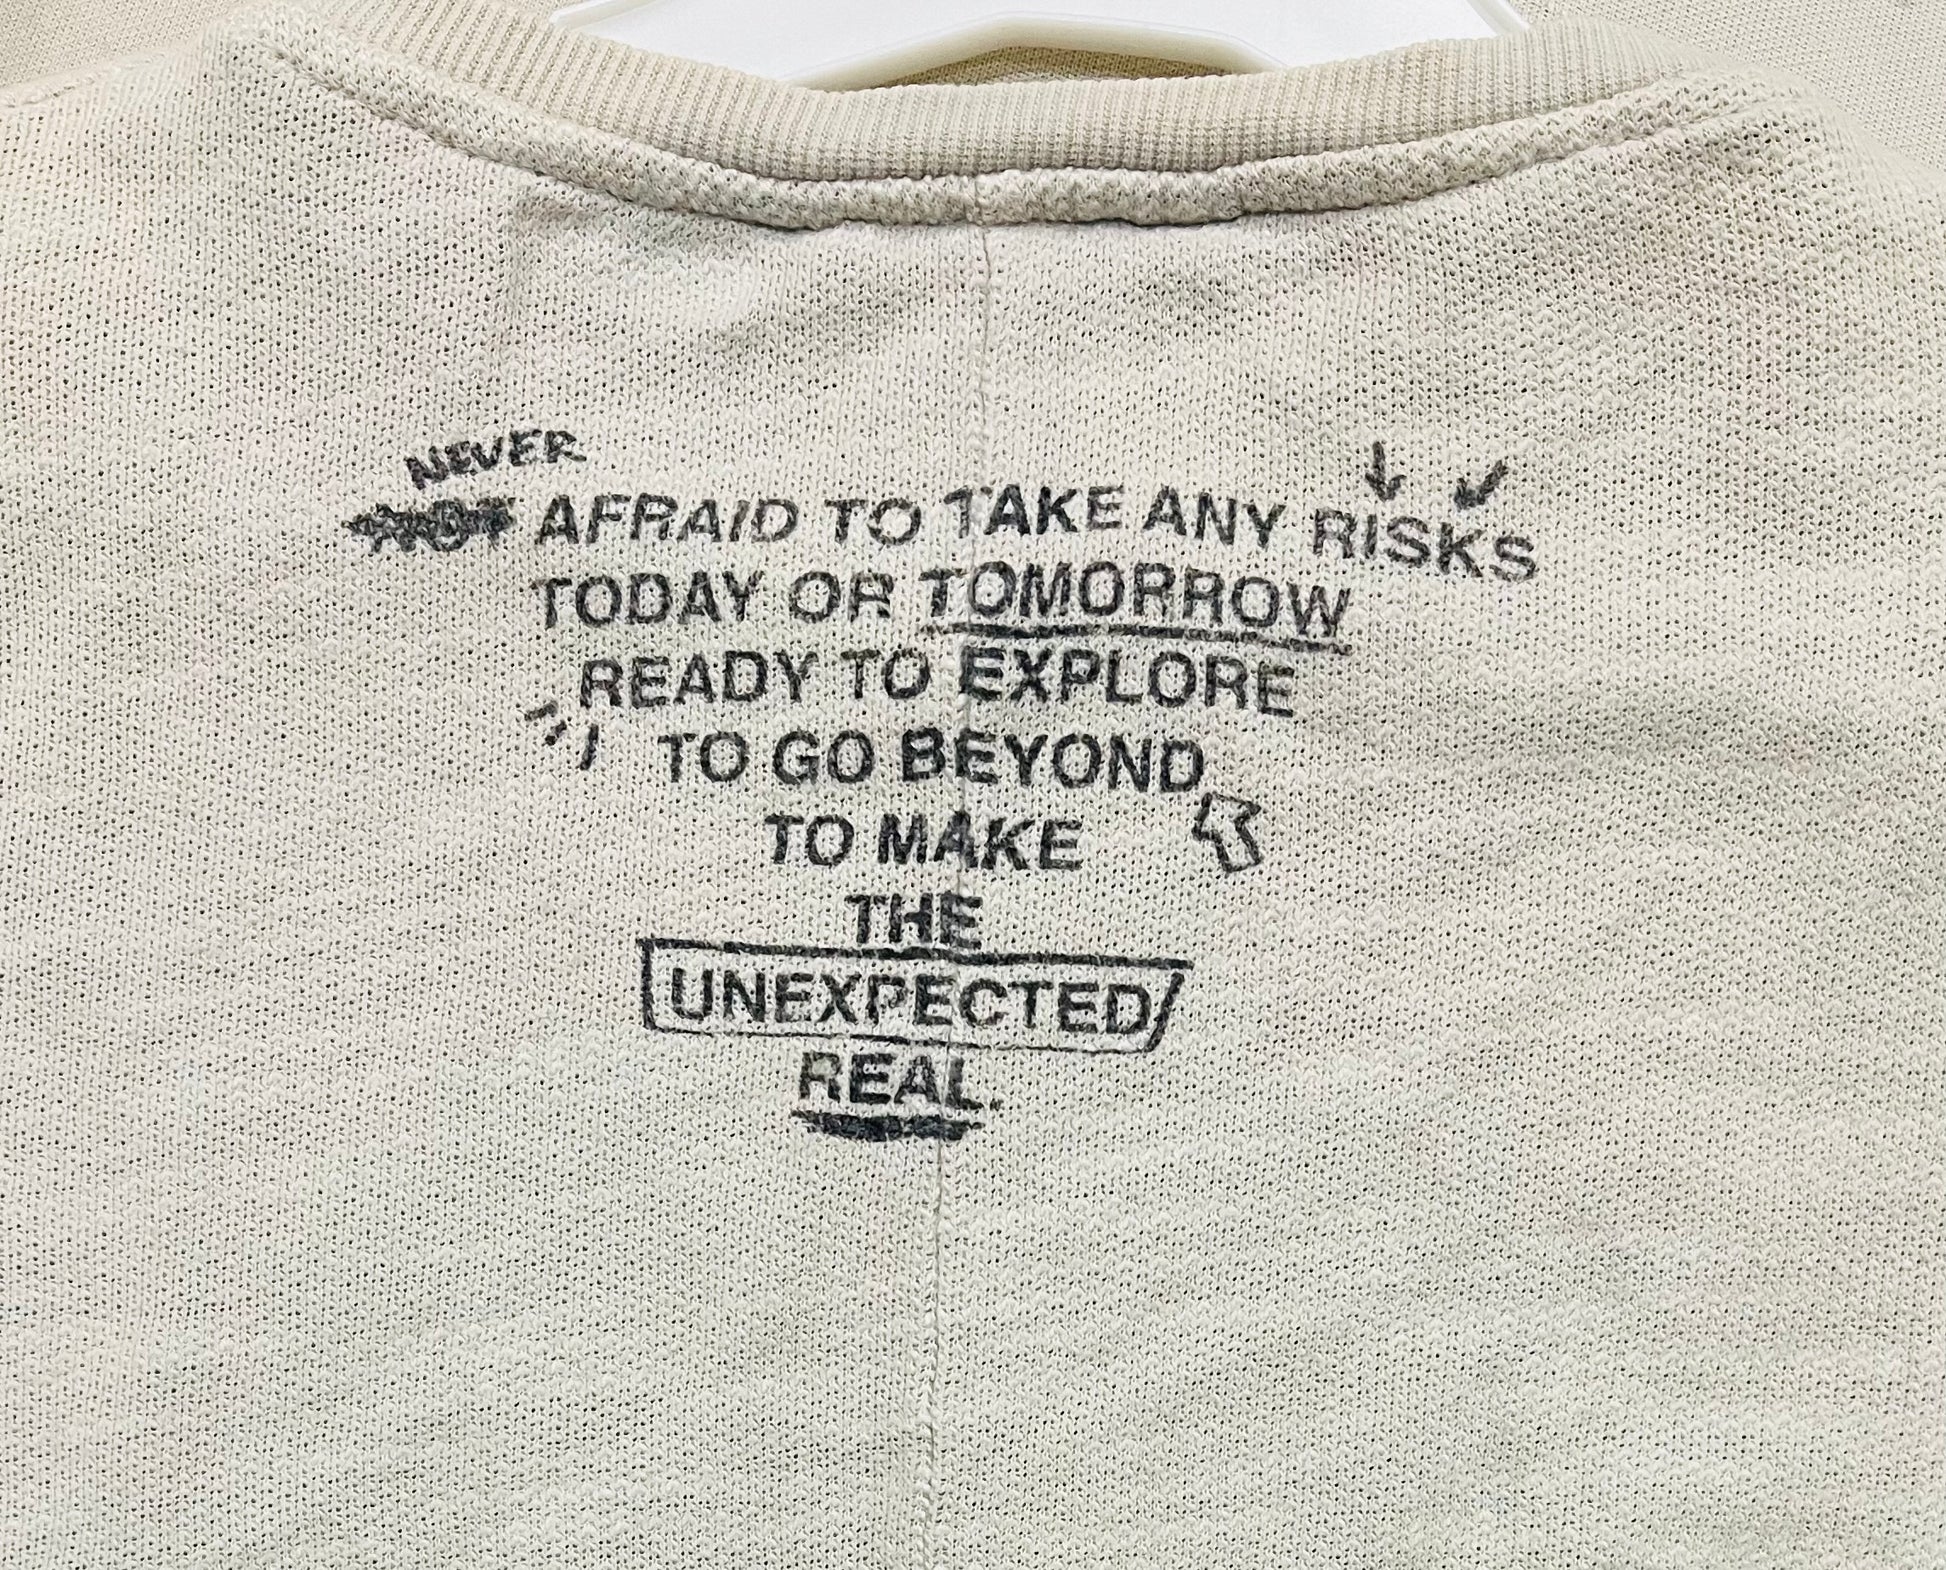 NEVER
AFRAID TO TAKE ANY RISKS
TODAY OR TOMORROW
READY TO EXPLORE
TO GO BEYOND
TO MAKE
THE
UNEXPECTED
REAL.